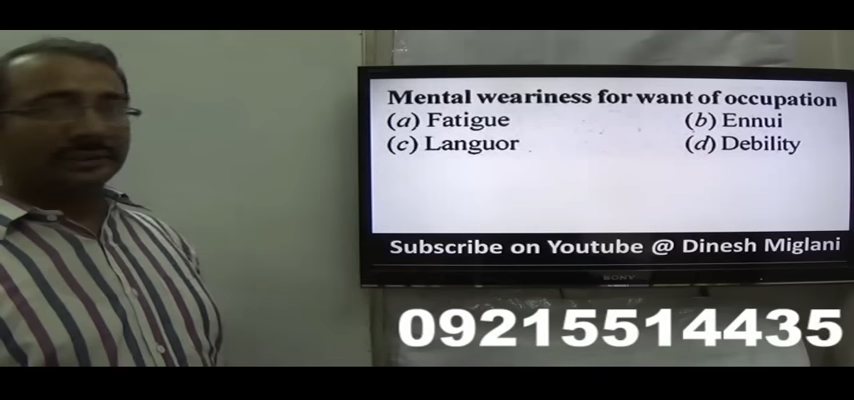 Mental weariness for want of occupation
(a) Fatigue (b) Ennui
(c) Languor (d) Debility
Subscribe on Youtube @ Dinesh Miglani
SONY
09215514435